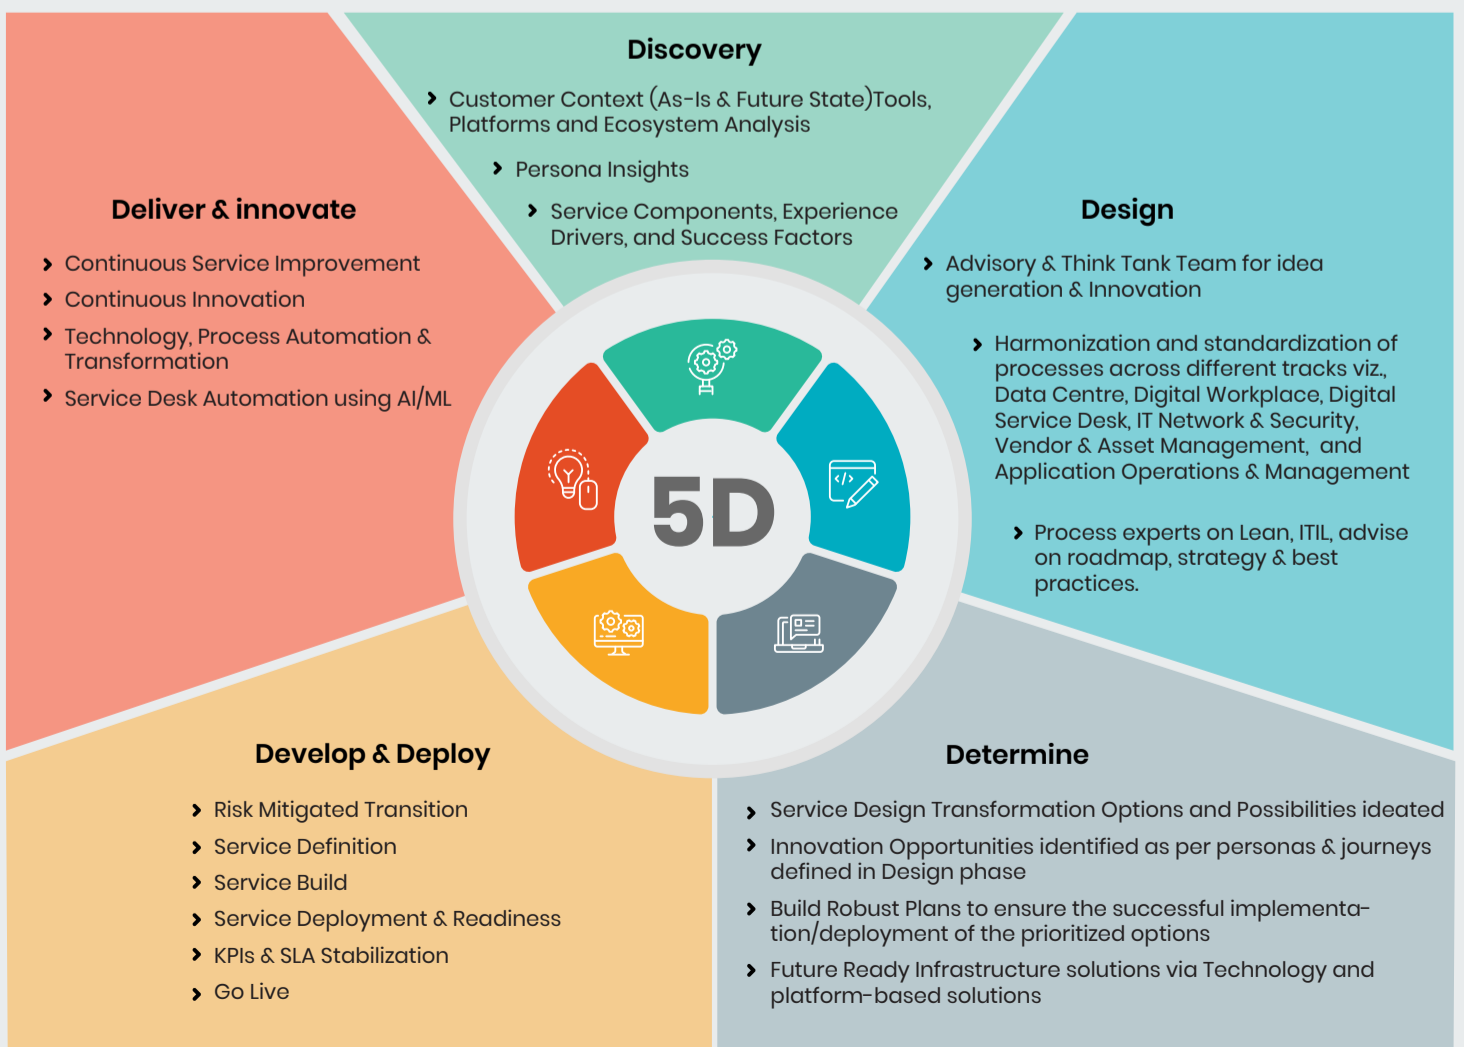 Discovery
Customer Context (As-Is & Future State)Tools,
Platforms and Ecosystem Analysis
Persona Insights
Service Components, Experience
Drivers, and Success Factors
Design
Advisory & Think Tank Team for idea
generation & Innovation
Harmonization and standardization of
processes across different tracks viz.,
Data Centre, Digital Workplace, Digital
Service Desk, IT Network & Security,
Vendor & Asset Management, and
Application Operations & Management
Process experts on Lean, ITIL, advise
on roadmap, strategy & best
practices.
Determine
Service Design Transformation Options and Possibilities ideated
Innovation Opportunities identified as per personas & journeys
defined in Design phase
Build Robust Plans to ensure the successful implementa-
tion/deployment of the prioritized options
Future Ready Infrastructure solutions via Technology and
platform-based solutions
Develop & Deploy
Risk Mitigated Transition
Service Definition
Service Build
Service Deployment & Readiness
KPIs & SLA Stabilization
Go Live
Deliver & innovate
Continuous Service Improvement
Continuous Innovation
Technology, Process Automation &
Transformation
Service Desk Automation using AI/ML
5D